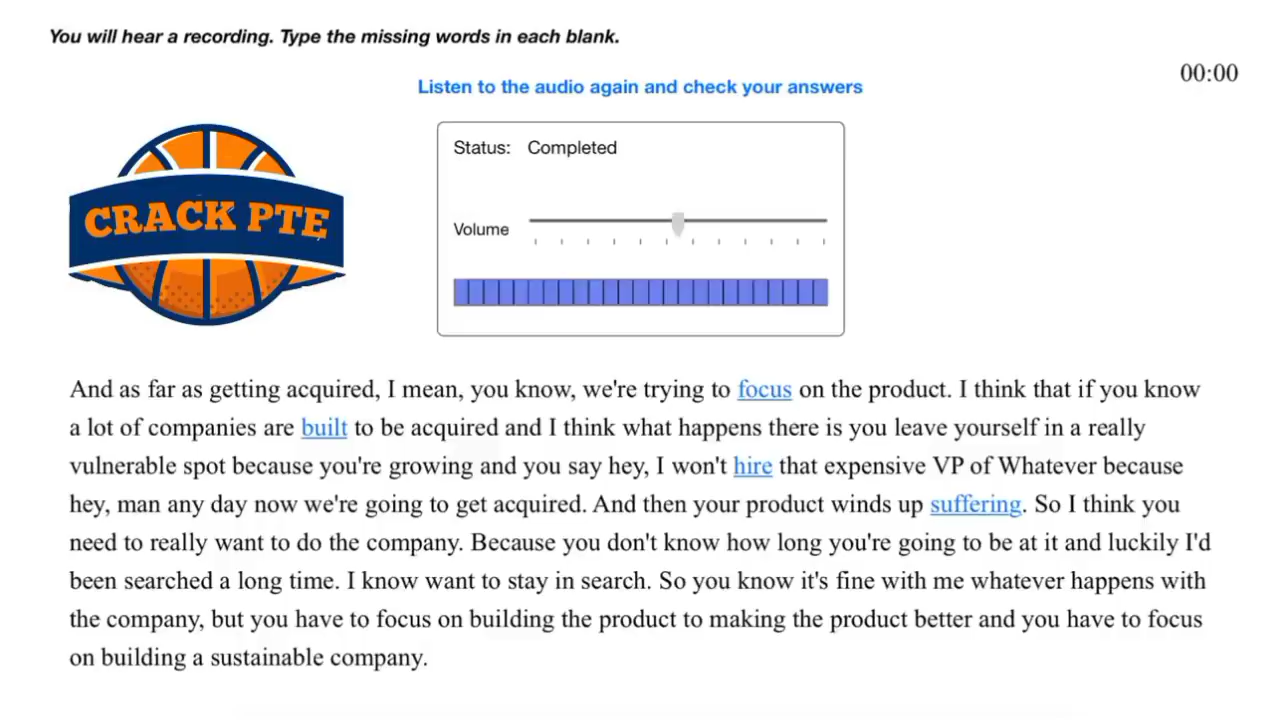 You will hear a recording. Type the missing words in each blank.
00:00
Listen to the audio again and check your answers
Status: Completed
Volume
CRACK PTE
And as far as getting acquired, I mean, you know, we're trying to focus on the product. I think that if you know
a lot of companies are built to be acquired and I think what happens there is you leave yourself in a really
vulnerable spot because you're growing and you say hey, I won't hire that expensive VP of Whatever because
hey, man any day now we're going to get acquired. And then your product winds up suffering. So I think you
need to really want to do the company. Because you don't know how long you're going to be at it and luckily I'd
been searched a long time. I know want to stay in search. So you know it's fine with me whatever happens with
the company, but you have to focus on building the product to making the product better and you have to focus
on building a sustainable company.